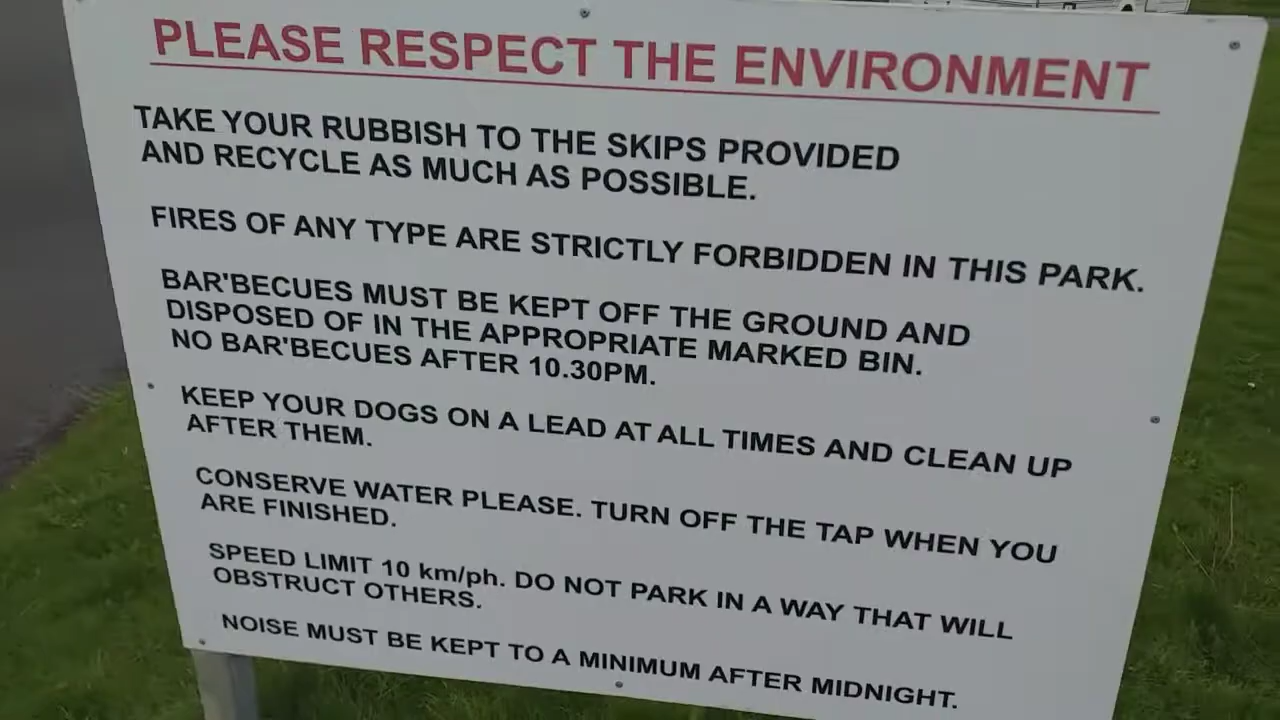 PLEASE RESPECT THE ENVIRONMENT
TAKE YOUR RUBBISH TO THE SKIPS PROVIDED
AND RECYCLE AS MUCH AS POSSIBLE.
FIRES OF ANY TYPE ARE STRICTLY FORBIDDEN IN THIS PARK.
BAR'BECUES MUST BE KEPT OFF THE GROUND AND
DISPOSED OF IN THE APPROPRIATE MARKED BIN.
NO BAR'BECUES AFTER 10.30PM.
KEEP YOUR DOGS ON A LEAD AT ALL TIMES AND CLEAN UP
AFTER THEM.
CONSERVE WATER PLEASE. TURN OFF THE TAP WHEN YOU
ARE FINISHED.
SPEED LIMIT 10 km/ph. DO NOT PARK IN A WAY THAT WILL
OBSTRUCT OTHERS.
NOISE MUST BE KEPT TO A MINIMUM AFTER MIDNIGHT.